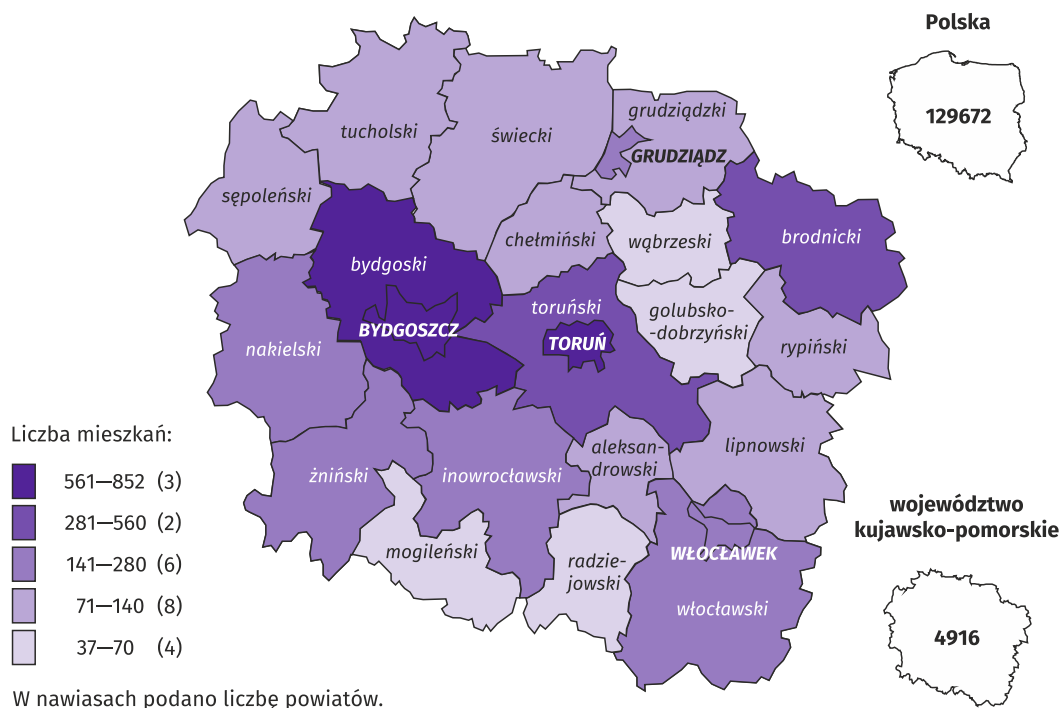 Polska
129672
tucholski
świecki
grudziądzki
GRUDZIĄDZ
sępoleński
chełmiński
wąbrzeski
brodnicki
bydgoski
toruński
golubsko-
-dobrzyński
BYDGOSZCZ
TORUŃ
nakielski
rypiński
Liczba mieszkań:
561—852 (3)
281—560 (2)
141—280 (6)
71—140 (8)
37—70 (4)
W nawiasach podano liczbę powiatów.
żniński
inowrocławski
aleksan-
drowski
lipnowski
mogileński
radzie-
jowski
WŁOCŁAWEK
włocławski
województwo
kujawsko-pomorskie
4916